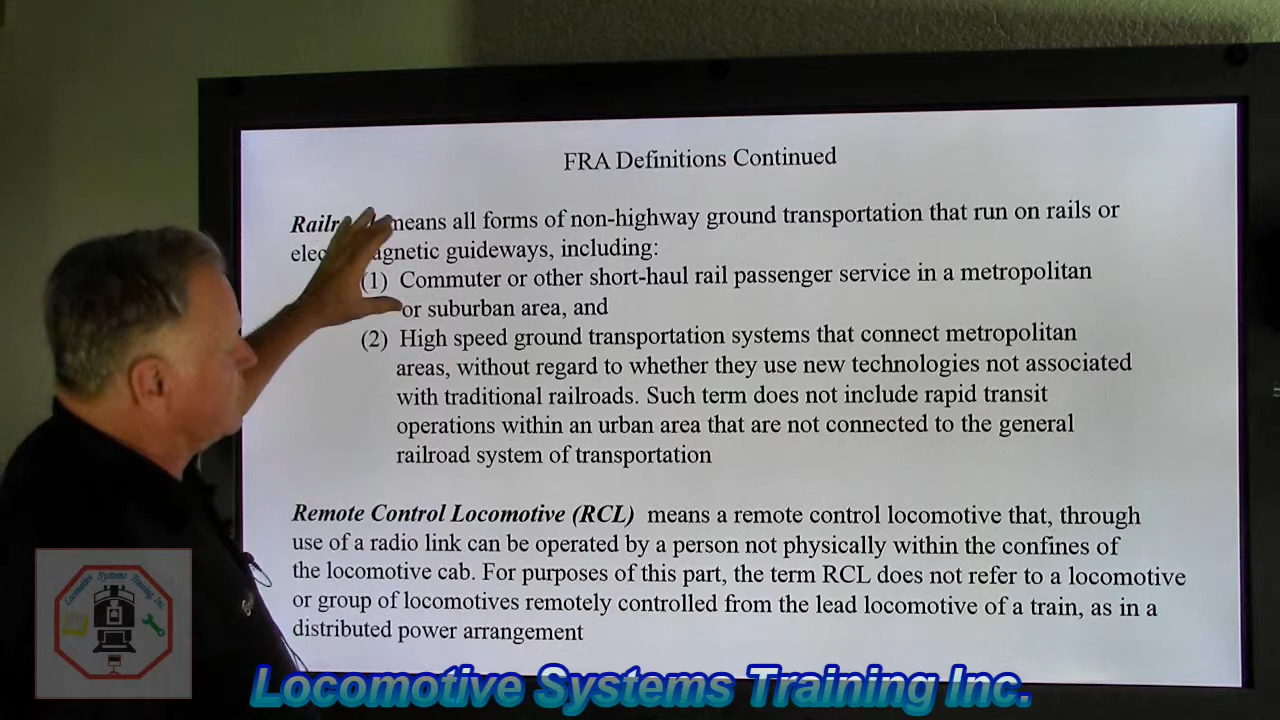 FRA Definitions Continued
means all forms of non-highway ground transportation that run on rails or
guideways, including:
(1) Commuter or other short-haul rail passenger service in a metropolitan
or suburban area, and
(2) High speed ground transportation systems that connect metropolitan
areas, without regard to whether they use new technologies not associated
with traditional railroads. Such term does not include rapid transit
operations within an urban area that are not connected to the general
railroad system of transportation
Remote Control Locomotive (RCL) means a remote control locomotive that, through
use of a radio link can be operated by a person not physically within the confines of
the locomotive cab. For purposes of this part, the term RCL does not refer to a locomotive
or group of locomotives remotely controlled from the lead locomotive of a train, as in a
distributed power arrangement
Locomotive Systems Training Inc.
Locomotive Systems Training Inc.